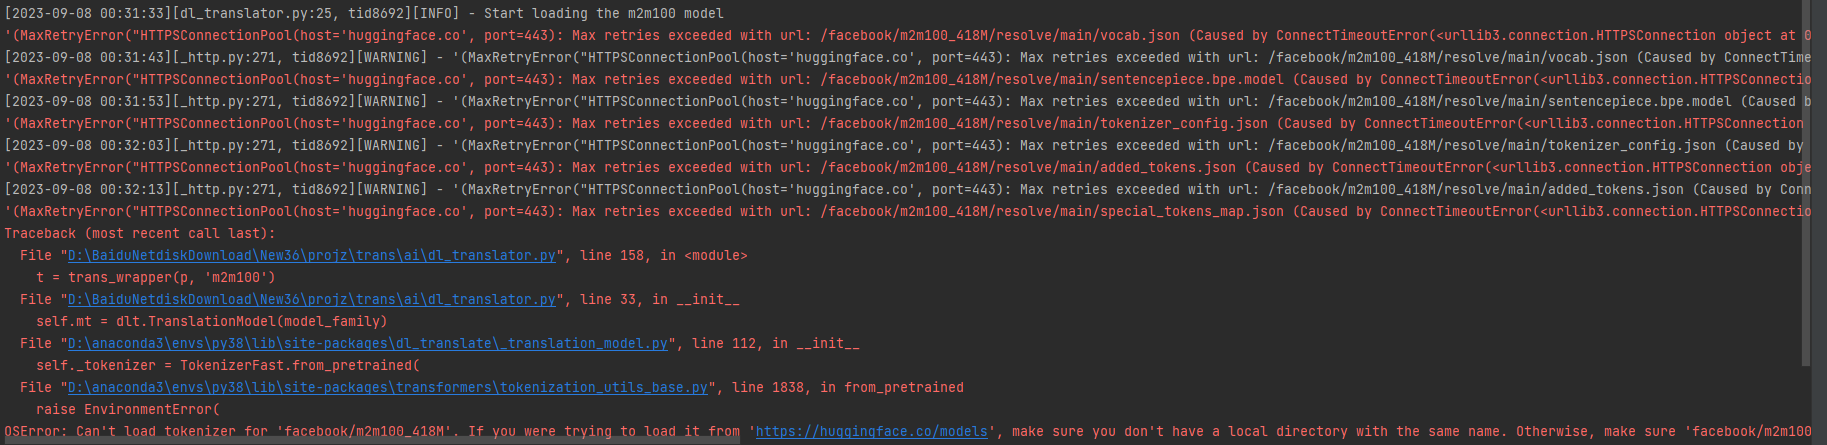 [2023-09-08 00:31:33][dl_translator.py:25, tid8692][INFO] - Start loading the m2m100 model
'(MaxRetryError("HTTPSConnectionPool(host='huggingface.co', port=443): Max retries exceeded with url: /facebook/m2m100_418M/resolve/main/vocab.json (Caused by ConnectTimeoutError(<urllib3.connection.HTTPSConnection object at 0
[2023-09-08 00:31:43][_http.py:271, tid8692][WARNING] - '(MaxRetryError("HTTPSConnectionPool(host='huggingface.co', port=443): Max retries exceeded with url: /facebook/m2m100_418M/resolve/main/vocab.json (Caused by ConnectTime
'(MaxRetryError("HTTPSConnectionPool(host='huggingface.co', port=443): Max retries exceeded with url: /facebook/m2m100_418M/resolve/main/sentencepiece.bpe.model (Caused by ConnectTimeoutError(<urllib3.connection.HTTPSConnectio
[2023-09-08 00:31:53][_http.py:271, tid8692][WARNING] - '(MaxRetryError("HTTPSConnectionPool(host='huggingface.co', port=443): Max retries exceeded with url: /facebook/m2m100_418M/resolve/main/sentencepiece.bpe.model (Caused b
'(MaxRetryError("HTTPSConnectionPool(host='huggingface.co', port=443): Max retries exceeded with url: /facebook/m2m100_418M/resolve/main/tokenizer_config.json (Caused by ConnectTimeoutError(<urllib3.connection.HTTPSConnection
[2023-09-08 00:32:03][_http.py:271, tid8692][WARNING] - '(MaxRetryError("HTTPSConnectionPool(host='huggingface.co', port=443): Max retries exceeded with url: /facebook/m2m100_418M/resolve/main/tokenizer_config.json (Caused by
'(MaxRetryError("HTTPSConnectionPool(host='huggingface.co', port=443): Max retries exceeded with url: /facebook/m2m100_418M/resolve/main/added_tokens.json (Caused by ConnectTimeoutError(<urllib3.connection.HTTPSConnection obje
[2023-09-08 00:32:13][_http.py:271, tid8692][WARNING] - '(MaxRetryError("HTTPSConnectionPool(host='huggingface.co', port=443): Max retries exceeded with url: /facebook/m2m100_418M/resolve/main/added_tokens.json (Caused by Conn
'(MaxRetryError("HTTPSConnectionPool(host='huggingface.co', port=443): Max retries exceeded with url: /facebook/m2m100_418M/resolve/main/special_tokens_map.json (Caused by ConnectTimeoutError(<urllib3.connection.HTTPSConnectio
Traceback (most recent call last):
  File "D:\BaiduNetdiskDownload\New36\projz\trans\ai\dl_translator.py", line 158, in <module>
    t = trans_wrapper(p, 'm2m100')
  File "D:\BaiduNetdiskDownload\New36\projz\trans\ai\dl_translator.py", line 33, in __init__
    self.mt = dlt.TranslationModel(model_family)
  File "D:\anaconda3\envs\py38\lib\site-packages\dl_translate\_translation_model.py", line 112, in __init__
    self._tokenizer = TokenizerFast.from_pretrained(
  File "D:\anaconda3\envs\py38\lib\site-packages\transformers\tokenization_utils_base.py", line 1838, in from_pretrained
    raise EnvironmentError(
OSError: Can't load tokenizer for 'facebook/m2m100_418M'. If you were trying to load it from 'https://huggingface.co/models', make sure you don't have a local directory with the same name. Otherwise, make sure 'facebook/m2m100